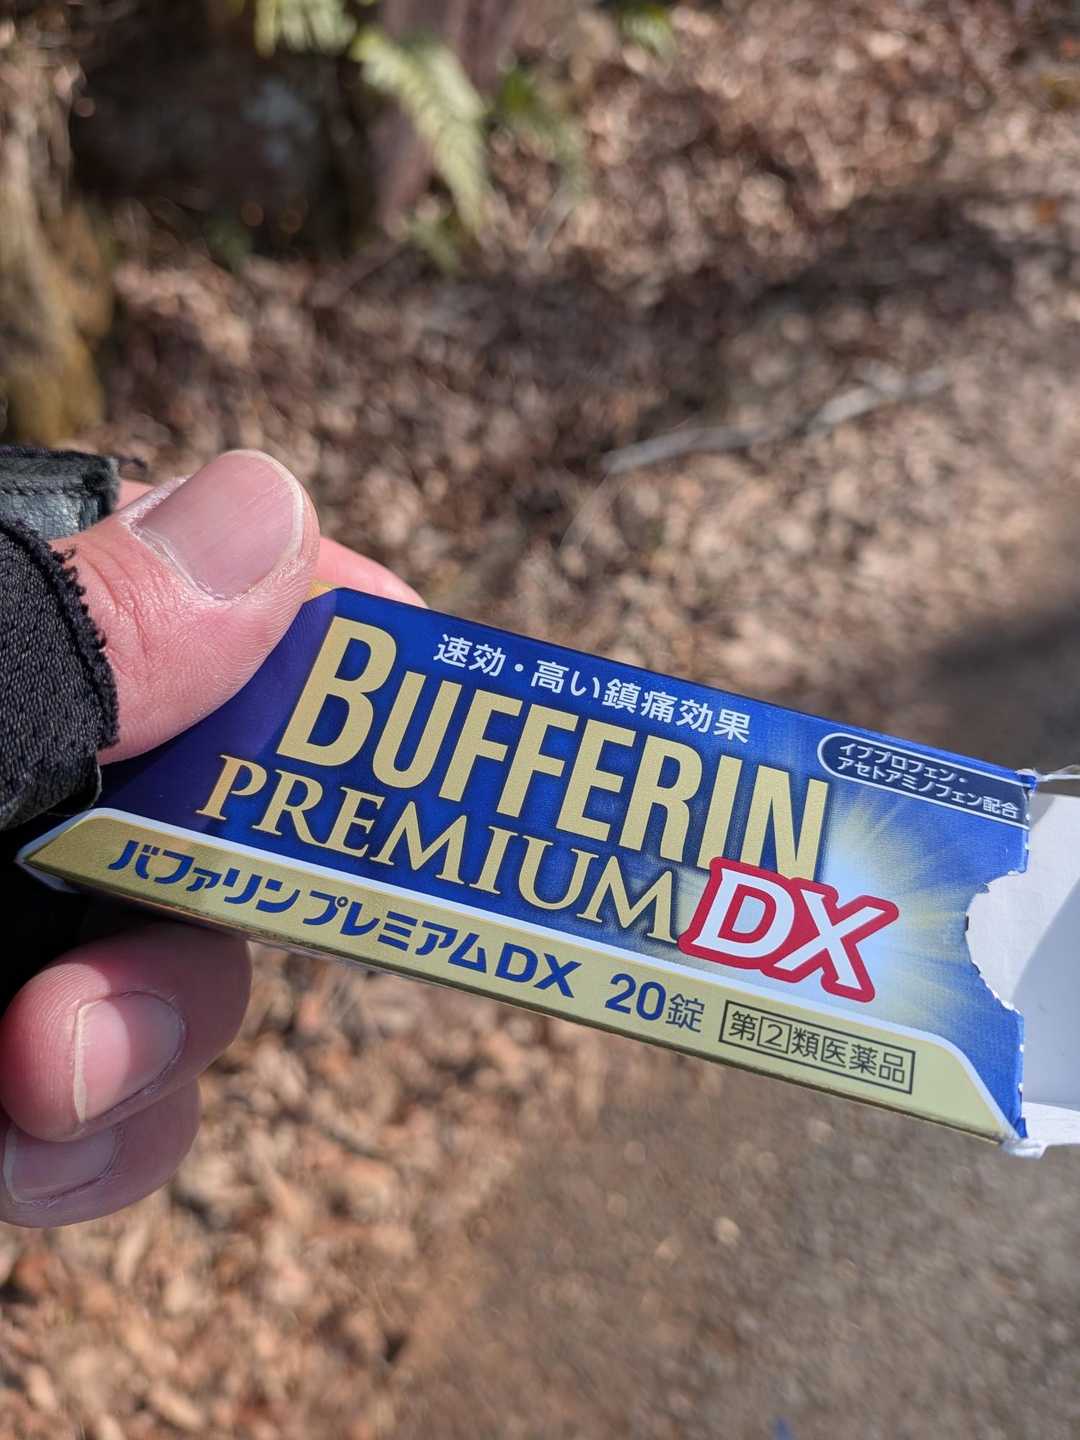 速効・高い鎮痛効果
BUFFERIN
PREMIUM DX
イブプロフェン・
アセトアミノフェン配合
バファリンプレミアムDX 20錠 第②類医薬品